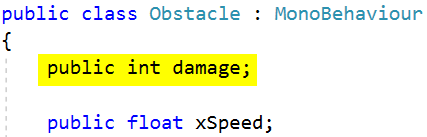 public class Obstacle : MonoBehaviour
{
public int damage;
public float xSpeed;